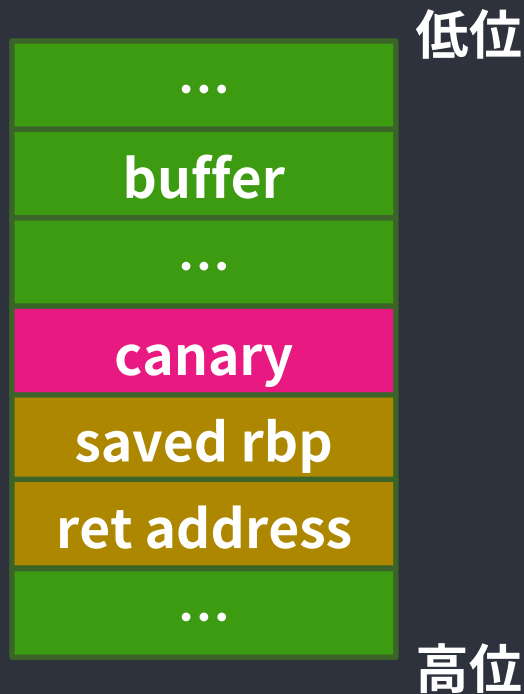 低位
...
buffer
...
canary
saved rbp
ret address
...
高位